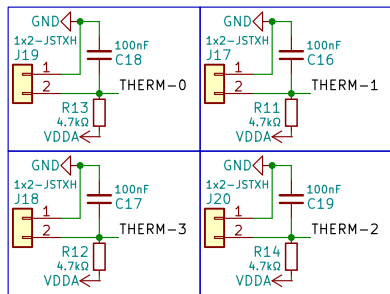 GND
1x2-JSTXH
J19
1
2
100nF
C18
THERM-0
R13
4.7kΩ
VDDA
GND
1x2-JSTXH
J17
1
2
100nF
C16
THERM-1
R11
4.7kΩ
VDDA
GND
1x2-JSTXH
J18
1
2
100nF
C17
THERM-3
R12
4.7kΩ
VDDA
GND
1x2-JSTXH
J20
1
2
100nF
C19
THERM-2
R14
4.7kΩ
VDDA